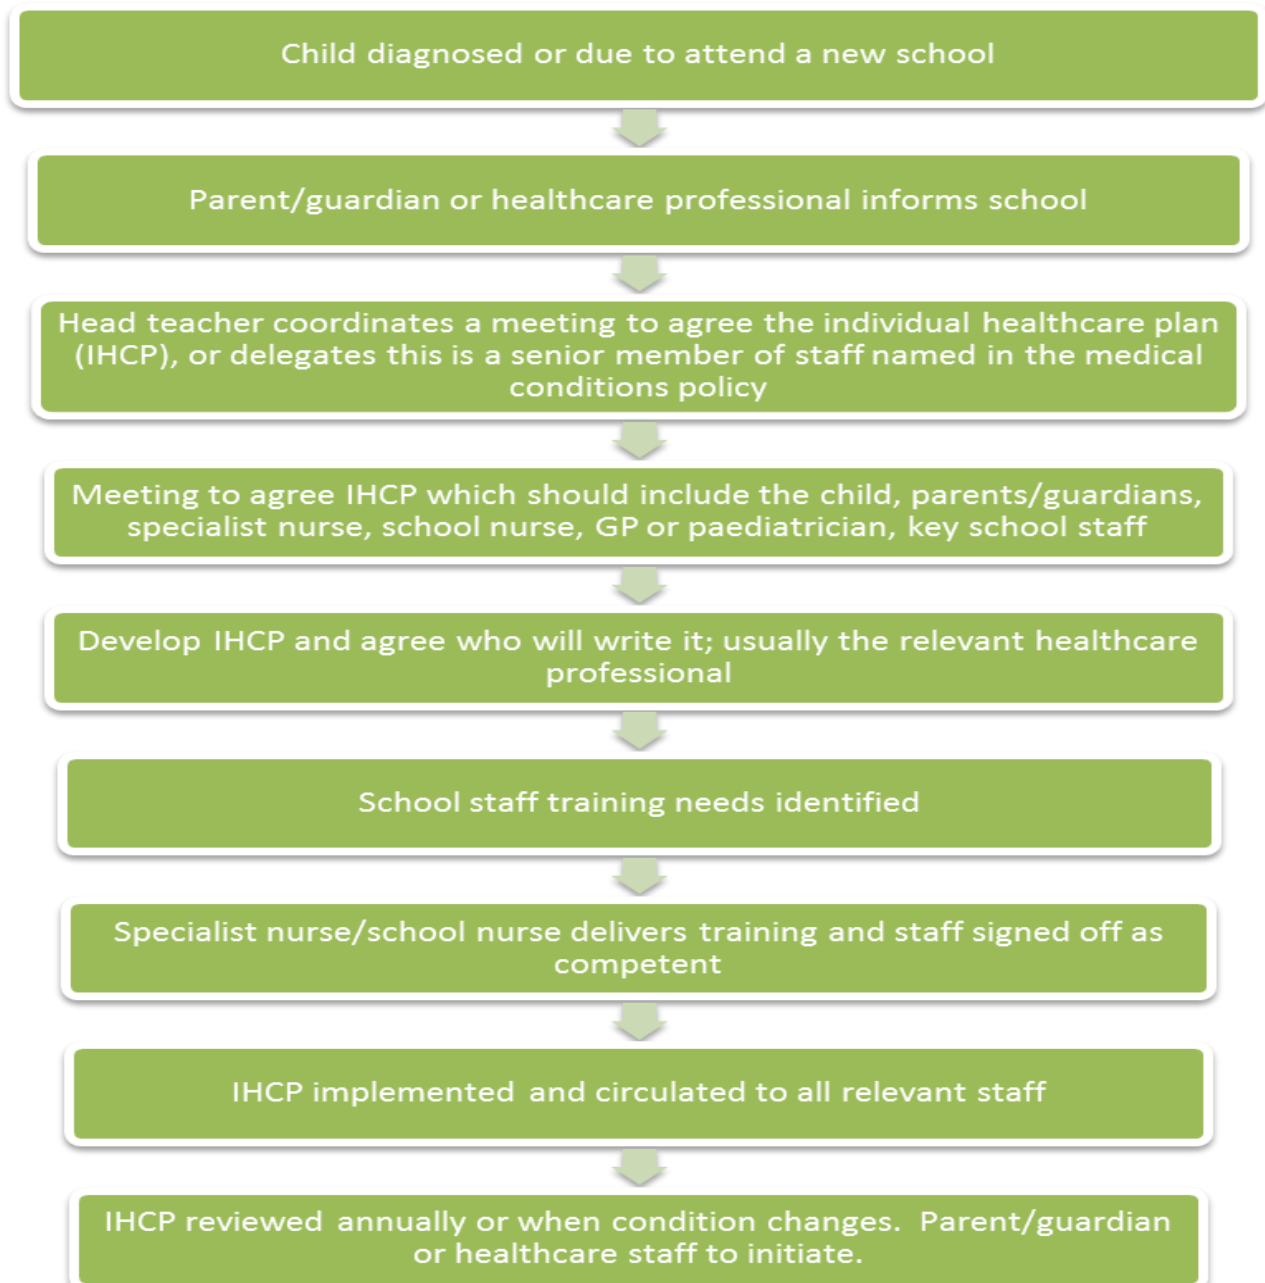 Child diagnosed or due to attend a new school
Parent/guardian or healthcare professional informs school
Head teacher coordinates a meeting to agree the individual healthcare plan
(IHCP), or delegates this is a senior member of staff named in the medical
conditions policy
Meeting to agree IHCP which should include the child, parents/guardians,
specialist nurse, school nurse, GP or paediatrician, key school staff
Develop IHCP and agree who will write it; usually the relevant healthcare
professional
School staff training needs identified
Specialist nurse/school nurse delivers training and staff signed off as
competent
IHCP implemented and circulated to all relevant staff
IHCP reviewed annually or when condition changes. Parent/guardian
or healthcare staff to initiate.